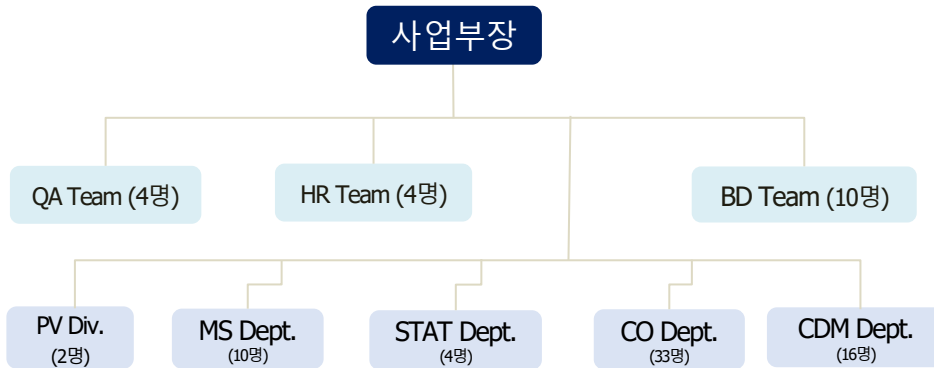 사업부장
QA Team (4명)
HR Team (4명)
BD Team (10명)
PV Div.
(2명)
MS Dept.
(10명)
STAT Dept.
(4명)
CO Dept.
(33명)
CDM Dept.
(16명)